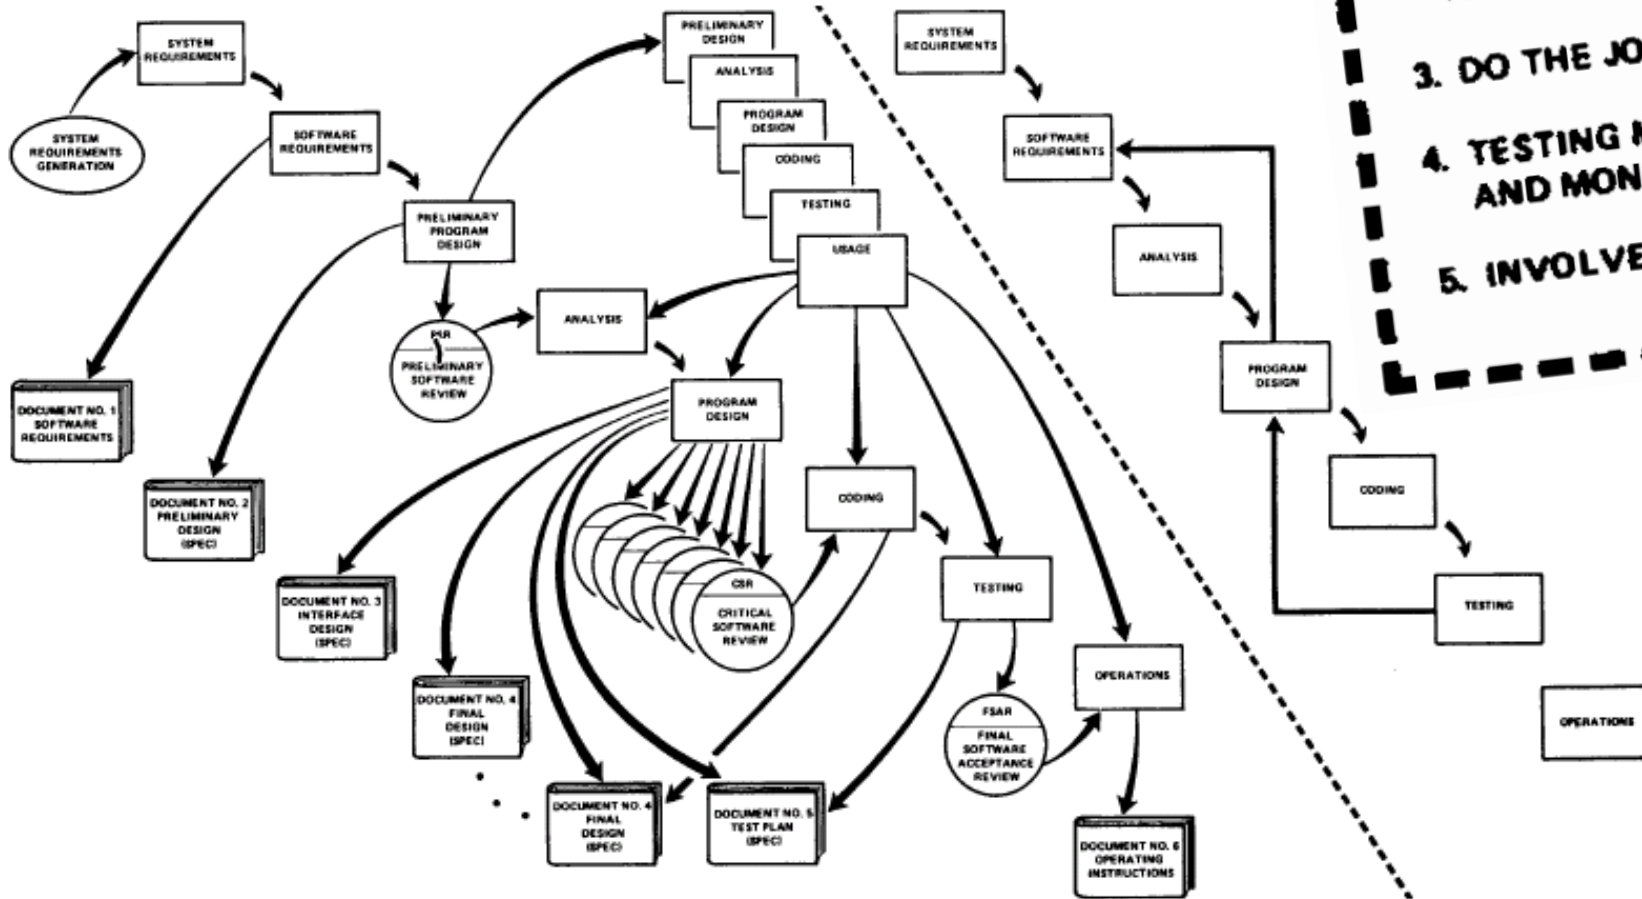 SYSTEM
REQUIREMENTS
SYSTEM
REQUIREMENTS
GENERATION
SOFTWARE
REQUIREMENTS
PRELIMINARY
PROGRAM
DESIGN
PRELIMINARY
DESIGN
ANALYSIS
PROGRAM
DESIGN
CODING
TESTING
USAGE
PSR
PRELIMINARY
SOFTWARE
REVIEW
ANALYSIS
PROGRAM
DESIGN
CODING
CSR
CRITICAL
SOFTWARE
REVIEW
TESTING
FSAR
FINAL
SOFTWARE
ACCEPTANCE
REVIEW
OPERATIONS
DOCUMENT NO. 1
SOFTWARE
REQUIREMENTS
DOCUMENT NO. 2
PRELIMINARY
DESIGN
(SPEC)
DOCUMENT NO. 3
INTERFACE
DESIGN
(SPEC)
DOCUMENT NO. 4
FINAL
DESIGN
(SPEC)
DOCUMENT NO. 4
FINAL
DESIGN
(SPEC)
DOCUMENT NO. 5
TEST PLAN
(SPEC)
DOCUMENT NO. 6
OPERATING
INSTRUCTIONS
SYSTEM
REQUIREMENTS
SOFTWARE
REQUIREMENTS
ANALYSIS
PROGRAM
DESIGN
CODING
TESTING
OPERATIONS
3. DO THE JO
4. TESTING
AND MON
5. INVOLVE